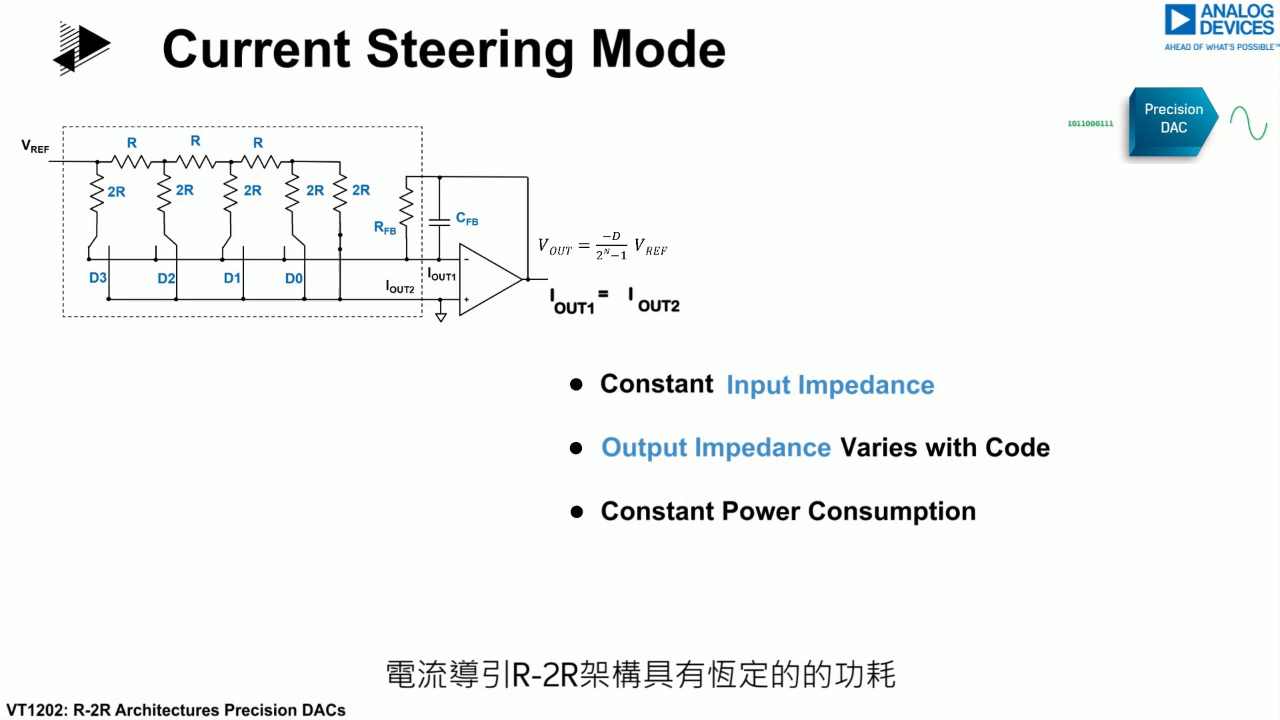 Current Steering Mode
ANALOG
DEVICES
AHEAD OF WHAT'S POSSIBLE™
1011000111
Precision
DAC
VREF
R R R
2R 2R 2R 2R 2R
RFB
CFB
VOUT = −D / 2^N−1 VREF
D3 D2 D1 D0
IOUT1
IOUT2
− +
IOUT1 = IOUT2
● Constant Input Impedance
● Output Impedance Varies with Code
● Constant Power Consumption
電流導引R-2R架構具有恆定的的功耗
VT1202: R-2R Architectures Precision DACs